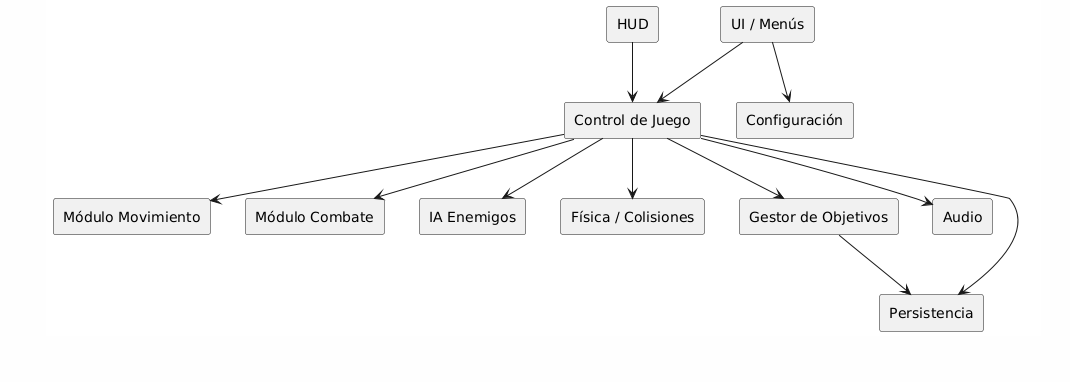 HUD
UI / Menús
Control de Juego
Configuración
Módulo Movimiento
Módulo Combate
IA Enemigos
Física / Colisiones
Gestor de Objetivos
Audio
Persistencia